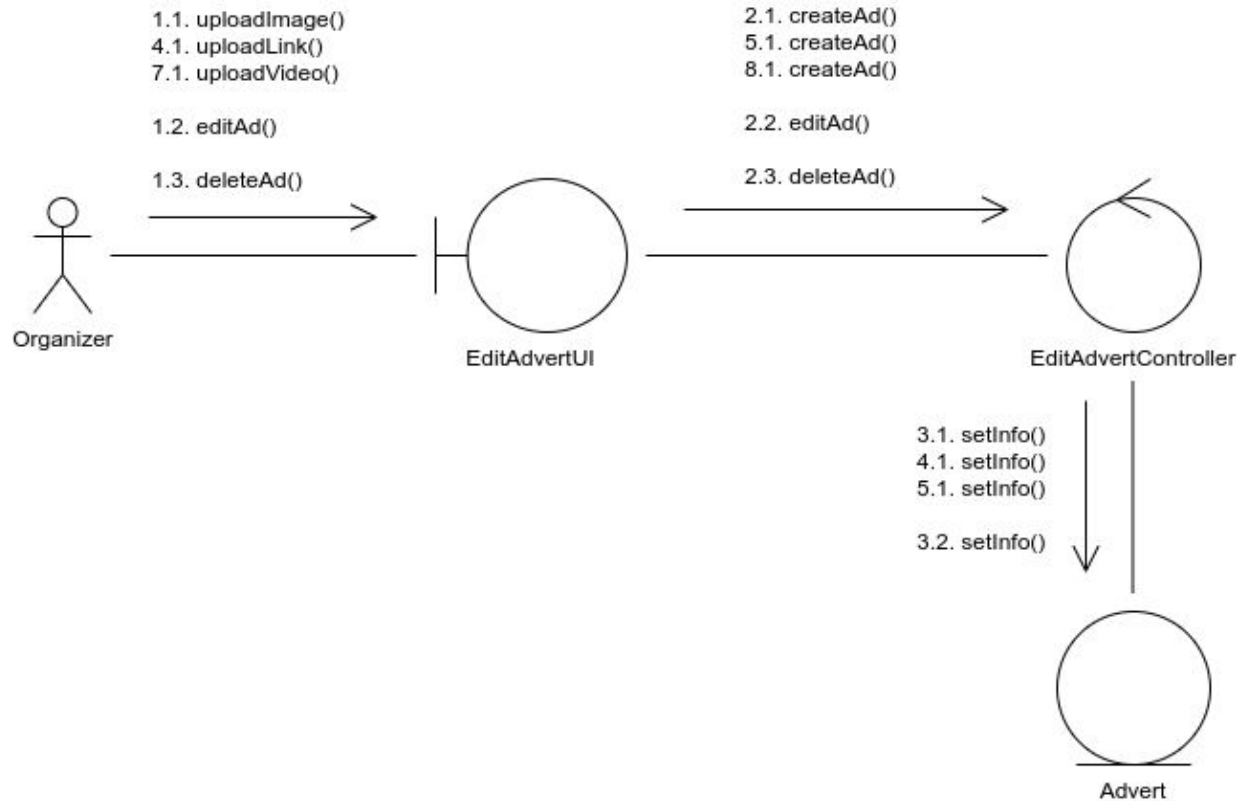 1.1. uploadImage()
4.1. uploadLink()
7.1. uploadVideo()
1.2. editAd()
1.3. deleteAd()
2.1. createAd()
5.1. createAd()
8.1. createAd()
2.2. editAd()
2.3. deleteAd()
Organizer
EditAdvertUI
EditAdvertController
3.1. setInfo()
4.1. setInfo()
5.1. setInfo()
3.2. setInfo()
Advert